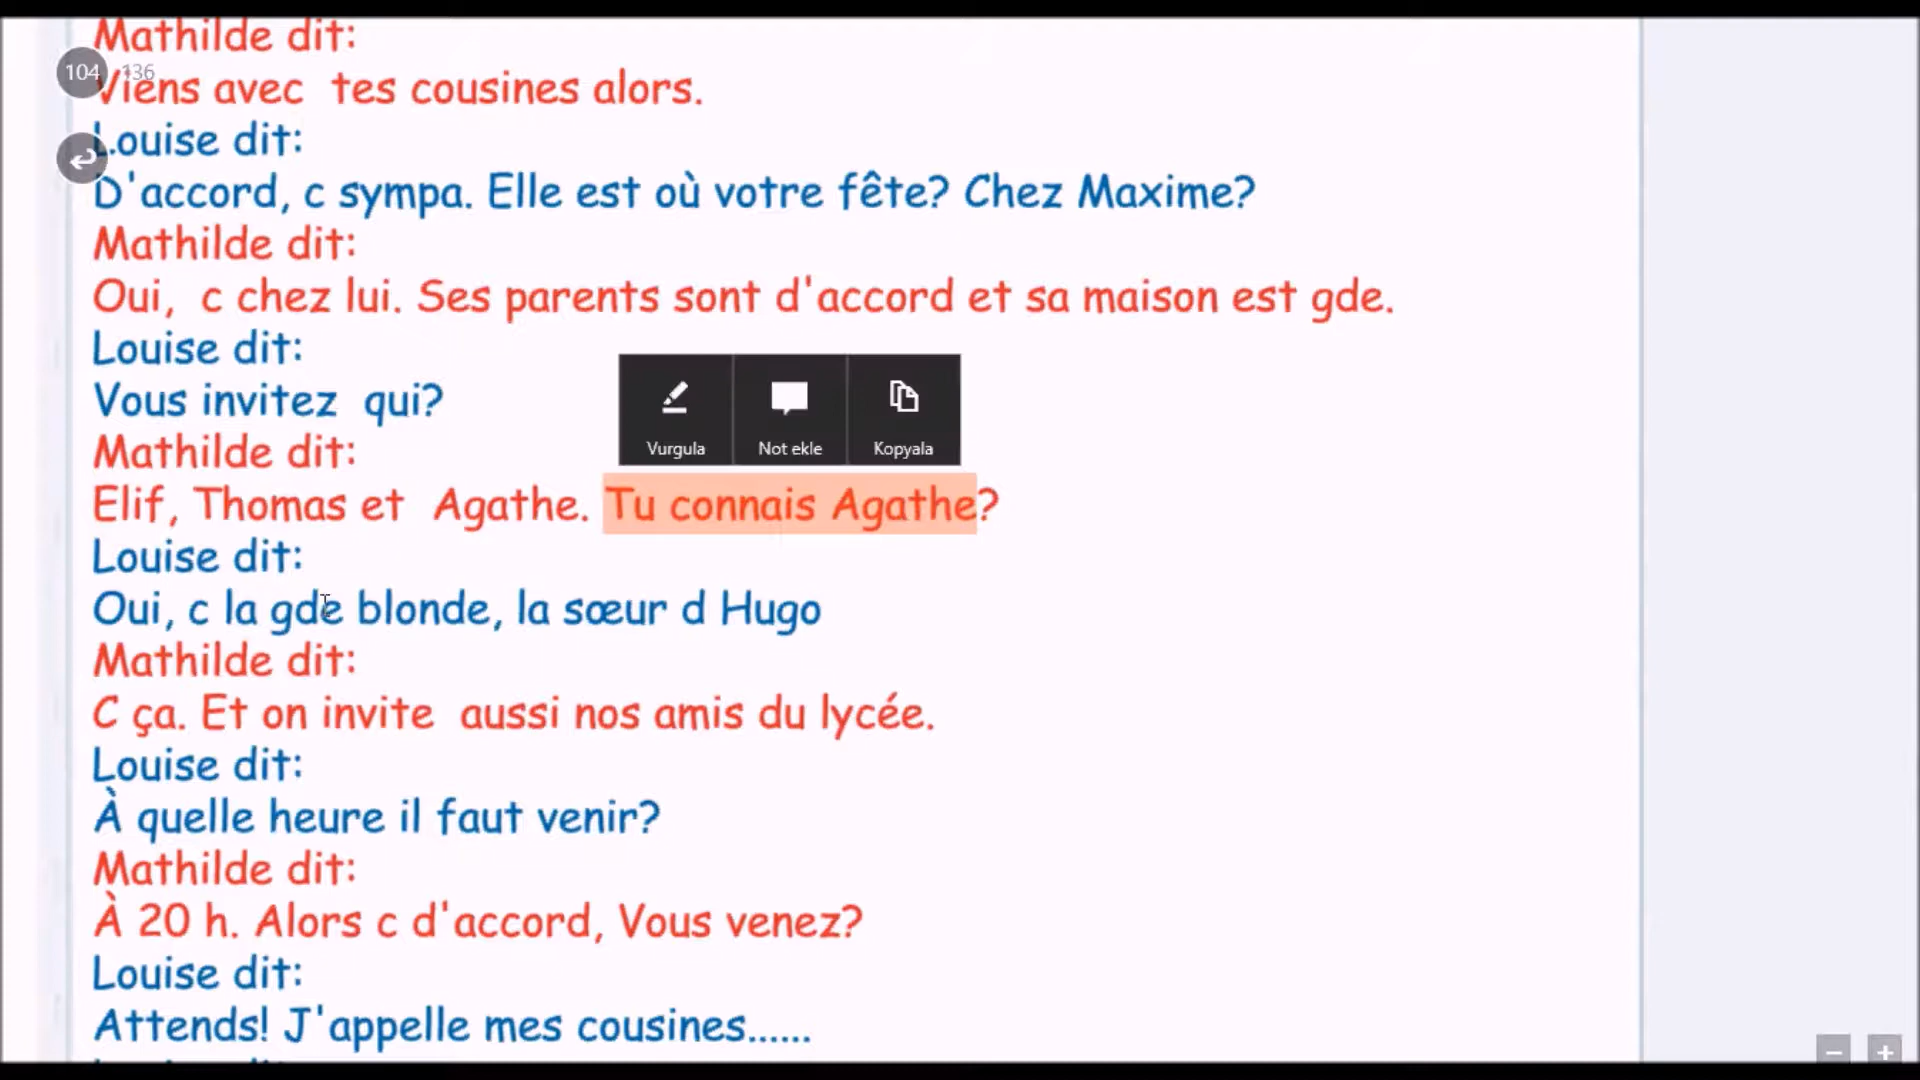 Mathilde dit:
104 136
Viens avec tes cousines alors.
Louise dit:
D'accord, c sympa. Elle est où votre fête? Chez Maxime?
Mathilde dit:
Oui, c chez lui. Ses parents sont d'accord et sa maison est gde.
Louise dit:
Vous invitez qui?
Vurgula Not ekle Kopyala
Mathilde dit:
Elif, Thomas et Agathe. Tu connais Agathe?
Louise dit:
Oui, c la gde blonde, la sœur d Hugo
Mathilde dit:
C ça. Et on invite aussi nos amis du lycée.
Louise dit:
À quelle heure il faut venir?
Mathilde dit:
À 20 h. Alors c d'accord, Vous venez?
Louise dit:
Attends! J'appelle mes cousines......